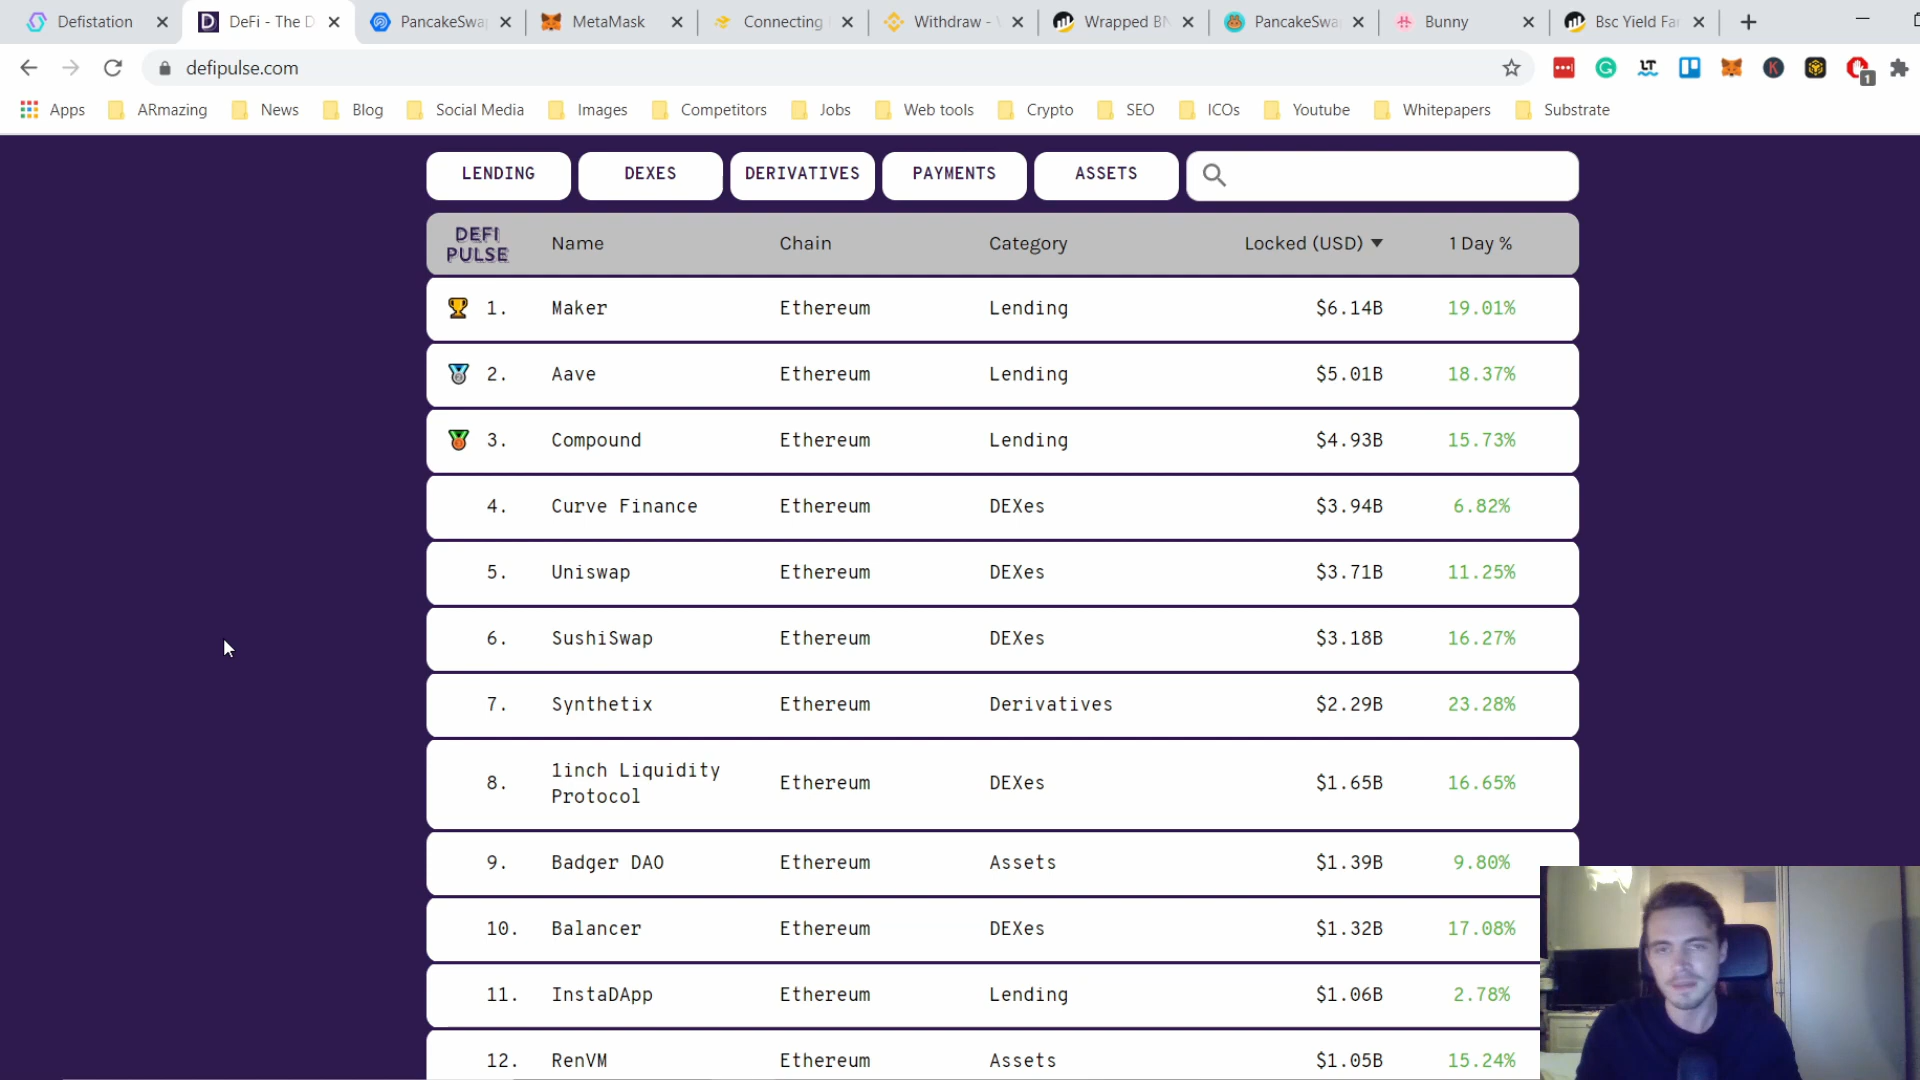 Defistation
DeFi - The D
PancakeSwa
MetaMask
Connecting
Withdraw -
Wrapped BN
PancakeSwa
Bunny
Bsc Yield Fa
defipulse.com
1
Apps
ARmazing
News
Blog
Social Media
Images
Competitors
Jobs
Web tools
Crypto
SEO
ICOs
Youtube
Whitepapers
Substrate
LENDING
DEXES
DERIVATIVES
PAYMENTS
ASSETS
DEFI
PULSE
Name Chain Category Locked (USD) 1 Day %
1. Maker Ethereum Lending $6.14B 19.01%
2. Aave Ethereum Lending $5.01B 18.37%
3. Compound Ethereum Lending $4.93B 15.73%
4. Curve Finance Ethereum DEXes $3.94B 6.82%
5. Uniswap Ethereum DEXes $3.71B 11.25%
6. SushiSwap Ethereum DEXes $3.18B 16.27%
7. Synthetix Ethereum Derivatives $2.29B 23.28%
8. 1inch Liquidity
Protocol Ethereum DEXes $1.65B 16.65%
9. Badger DAO Ethereum Assets $1.39B 9.80%
10. Balancer Ethereum DEXes $1.32B 17.08%
11. InstaDApp Ethereum Lending $1.06B 2.78%
12. RenVM Ethereum Assets $1.05B 15.24%